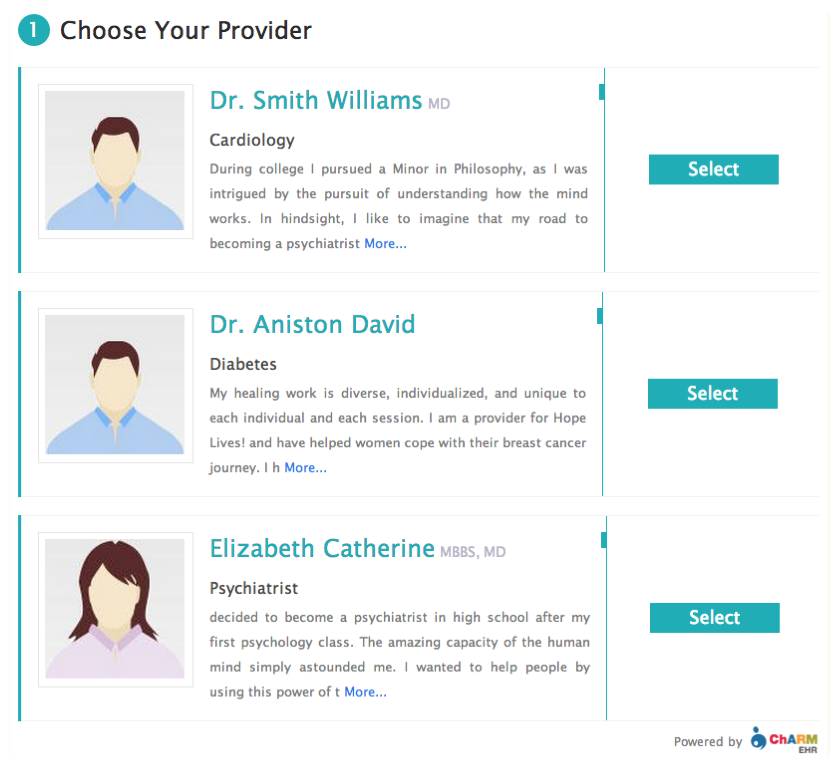 1 Choose Your Provider
Dr. Smith Williams MD
Cardiology
During college I pursued a Minor in Philosophy, as I was
intrigued by the pursuit of understanding how the mind
works. In hindsight, I like to imagine that my road to
becoming a psychiatrist More...
Select
Dr. Aniston David
Diabetes
My healing work is diverse, individualized, and unique to
each individual and each session. I am a provider for Hope
Lives! and have helped women cope with their breast cancer
journey. I h More...
Select
Elizabeth Catherine MBBS, MD
Psychiatrist
decided to become a psychiatrist in high school after my
first psychology class. The amazing capacity of the human
mind simply astounded me. I wanted to help people by
using this power of t More...
Select
Powered by ChARM
EHR